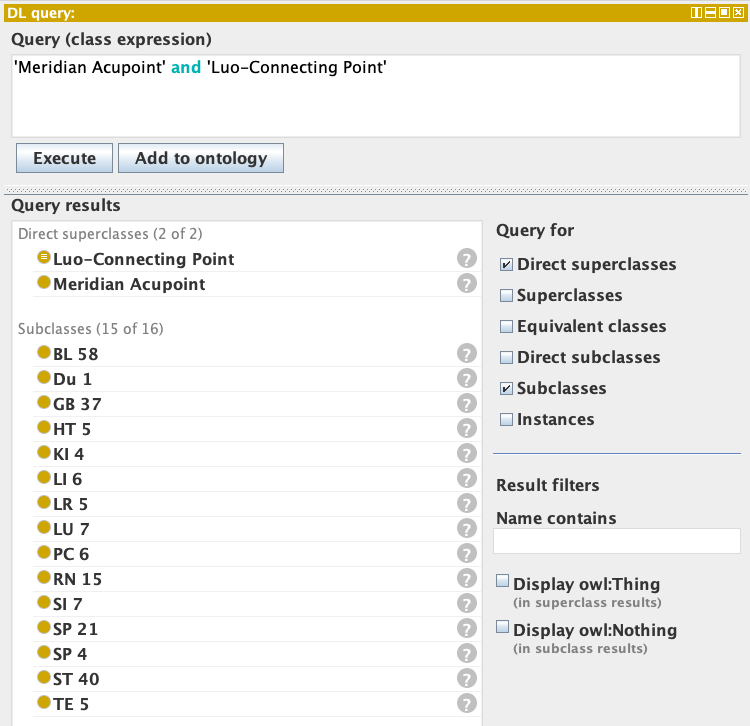 DL query:
Query (class expression)
'Meridian Acupoint' and 'Luo-Connecting Point'
Execute
Add to ontology
Query results
Direct superclasses (2 of 2)
Luo-Connecting Point
?
Meridian Acupoint
?
Subclasses (15 of 16)
BL 58
?
Du 1
?
GB 37
?
HT 5
?
KI 4
?
LI 6
?
LR 5
?
LU 7
?
PC 6
?
RN 15
?
SI 7
?
SP 21
?
SP 4
?
ST 40
?
TE 5
?
Query for
Direct superclasses
Superclasses
Equivalent classes
Direct subclasses
Subclasses
Instances
Result filters
Name contains
Display owl:Thing
(in superclass results)
Display owl:Nothing
(in subclass results)